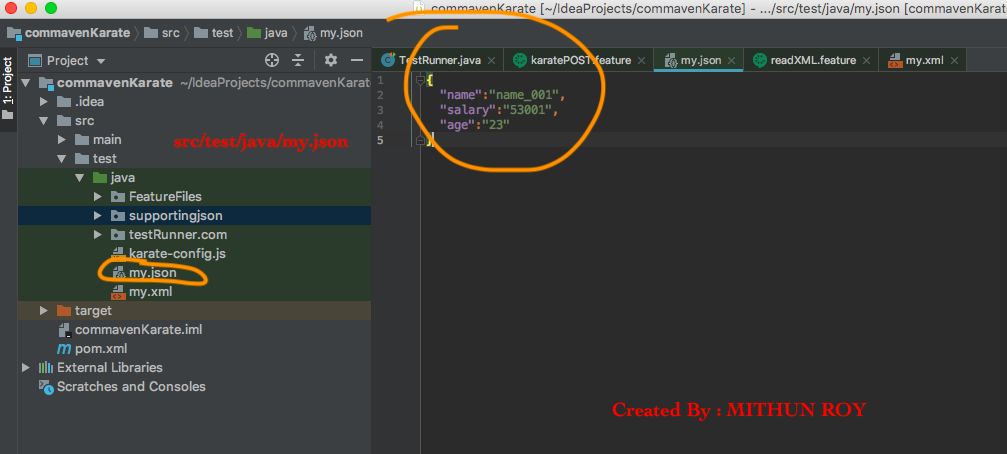 commavenKarate [~/IdeaProjects/commavenKarate] - .../src/test/java/my.json [commavenKarate
commavenKarate src test java my.json
1: Project
Project
TestRunner.java karatePOST.feature my.json readXML.feature my.xml
commavenKarate ~/IdeaProjects/commavenKarate
.idea
src
main
test
java
FeatureFiles
supportingjson
testRunner.com
karate-config.js
my.json
my.xml
target
commavenKarate.iml
pom.xml
External Libraries
Scratches and Consoles
src/test/java/my.json
1 {
2 "name":"name_001",
3 "salary":"53001",
4 "age":"23"
5 }
Created By : MITHUN ROY